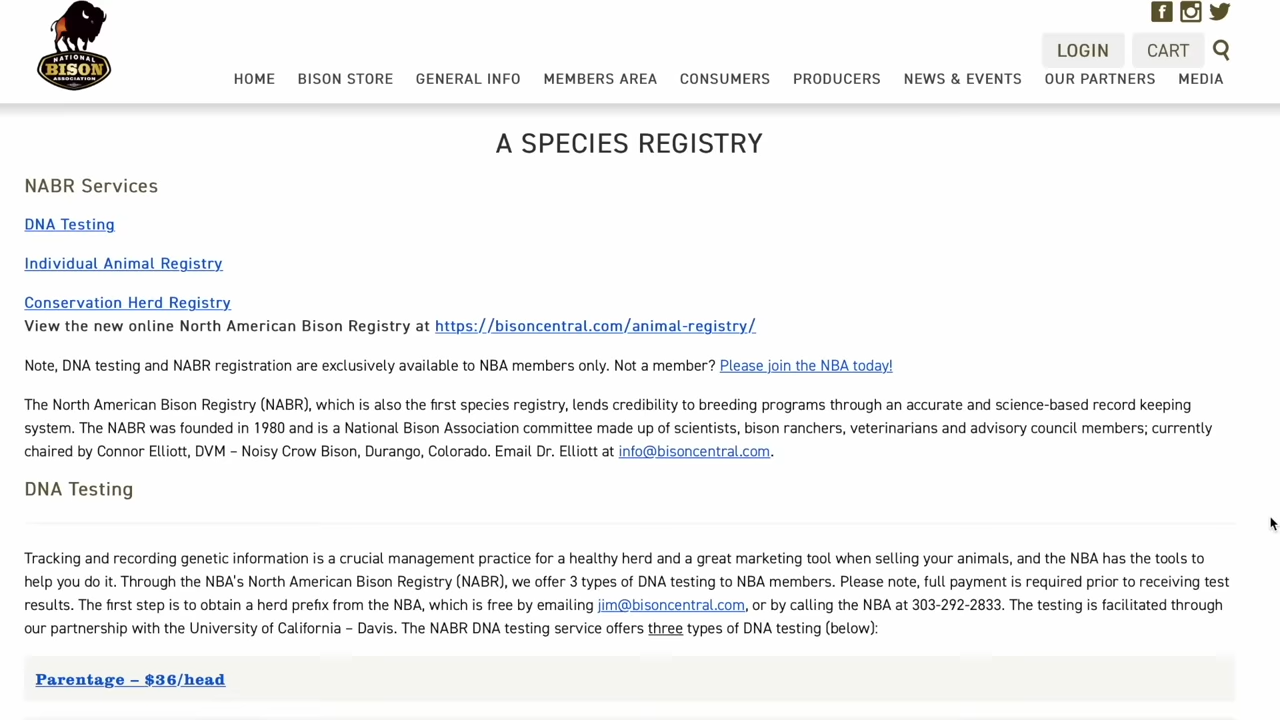 NATIONAL
BISON
ASSOCIATION
LOGIN
CART
HOME
BISON STORE
GENERAL INFO
MEMBERS AREA
CONSUMERS
PRODUCERS
NEWS & EVENTS
OUR PARTNERS
MEDIA
A SPECIES REGISTRY
NABR Services
DNA Testing
Individual Animal Registry
Conservation Herd Registry
View the new online North American Bison Registry at https://bisoncentral.com/animal-registry/
Note, DNA testing and NABR registration are exclusively available to NBA members only. Not a member? Please join the NBA today!
The North American Bison Registry (NABR), which is also the first species registry, lends credibility to breeding programs through an accurate and science-based record keeping
system. The NABR was founded in 1980 and is a National Bison Association committee made up of scientists, bison ranchers, veterinarians and advisory council members; currently
chaired by Connor Elliott, DVM – Noisy Crow Bison, Durango, Colorado. Email Dr. Elliott at info@bisoncentral.com.
DNA Testing
Tracking and recording genetic information is a crucial management practice for a healthy herd and a great marketing tool when selling your animals, and the NBA has the tools to
help you do it. Through the NBA's North American Bison Registry (NABR), we offer 3 types of DNA testing to NBA members. Please note, full payment is required prior to receiving test
results. The first step is to obtain a herd prefix from the NBA, which is free by emailing jim@bisoncentral.com, or by calling the NBA at 303-292-2833. The testing is facilitated through
our partnership with the University of California – Davis. The NABR DNA testing service offers three types of DNA testing (below):
Parentage – $36/head